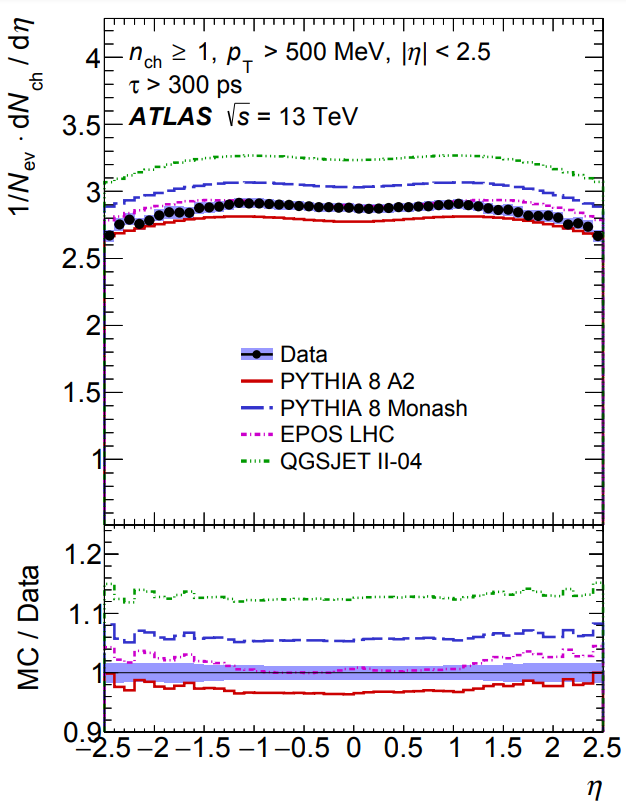 n_ch ≥ 1, p_T > 500 MeV, |η| < 2.5
τ > 300 ps
ATLAS √s = 13 TeV
1/N_ev · dN_ch / dη
4
3.5
3
2.5
2
1.5
1
Data
PYTHIA 8 A2
PYTHIA 8 Monash
EPOS LHC
QGSJET II-04
MC / Data
1.2
1.1
1
0.9
−2.5 −2 −1.5 −1 −0.5 0 0.5 1 1.5 2 2.5
η